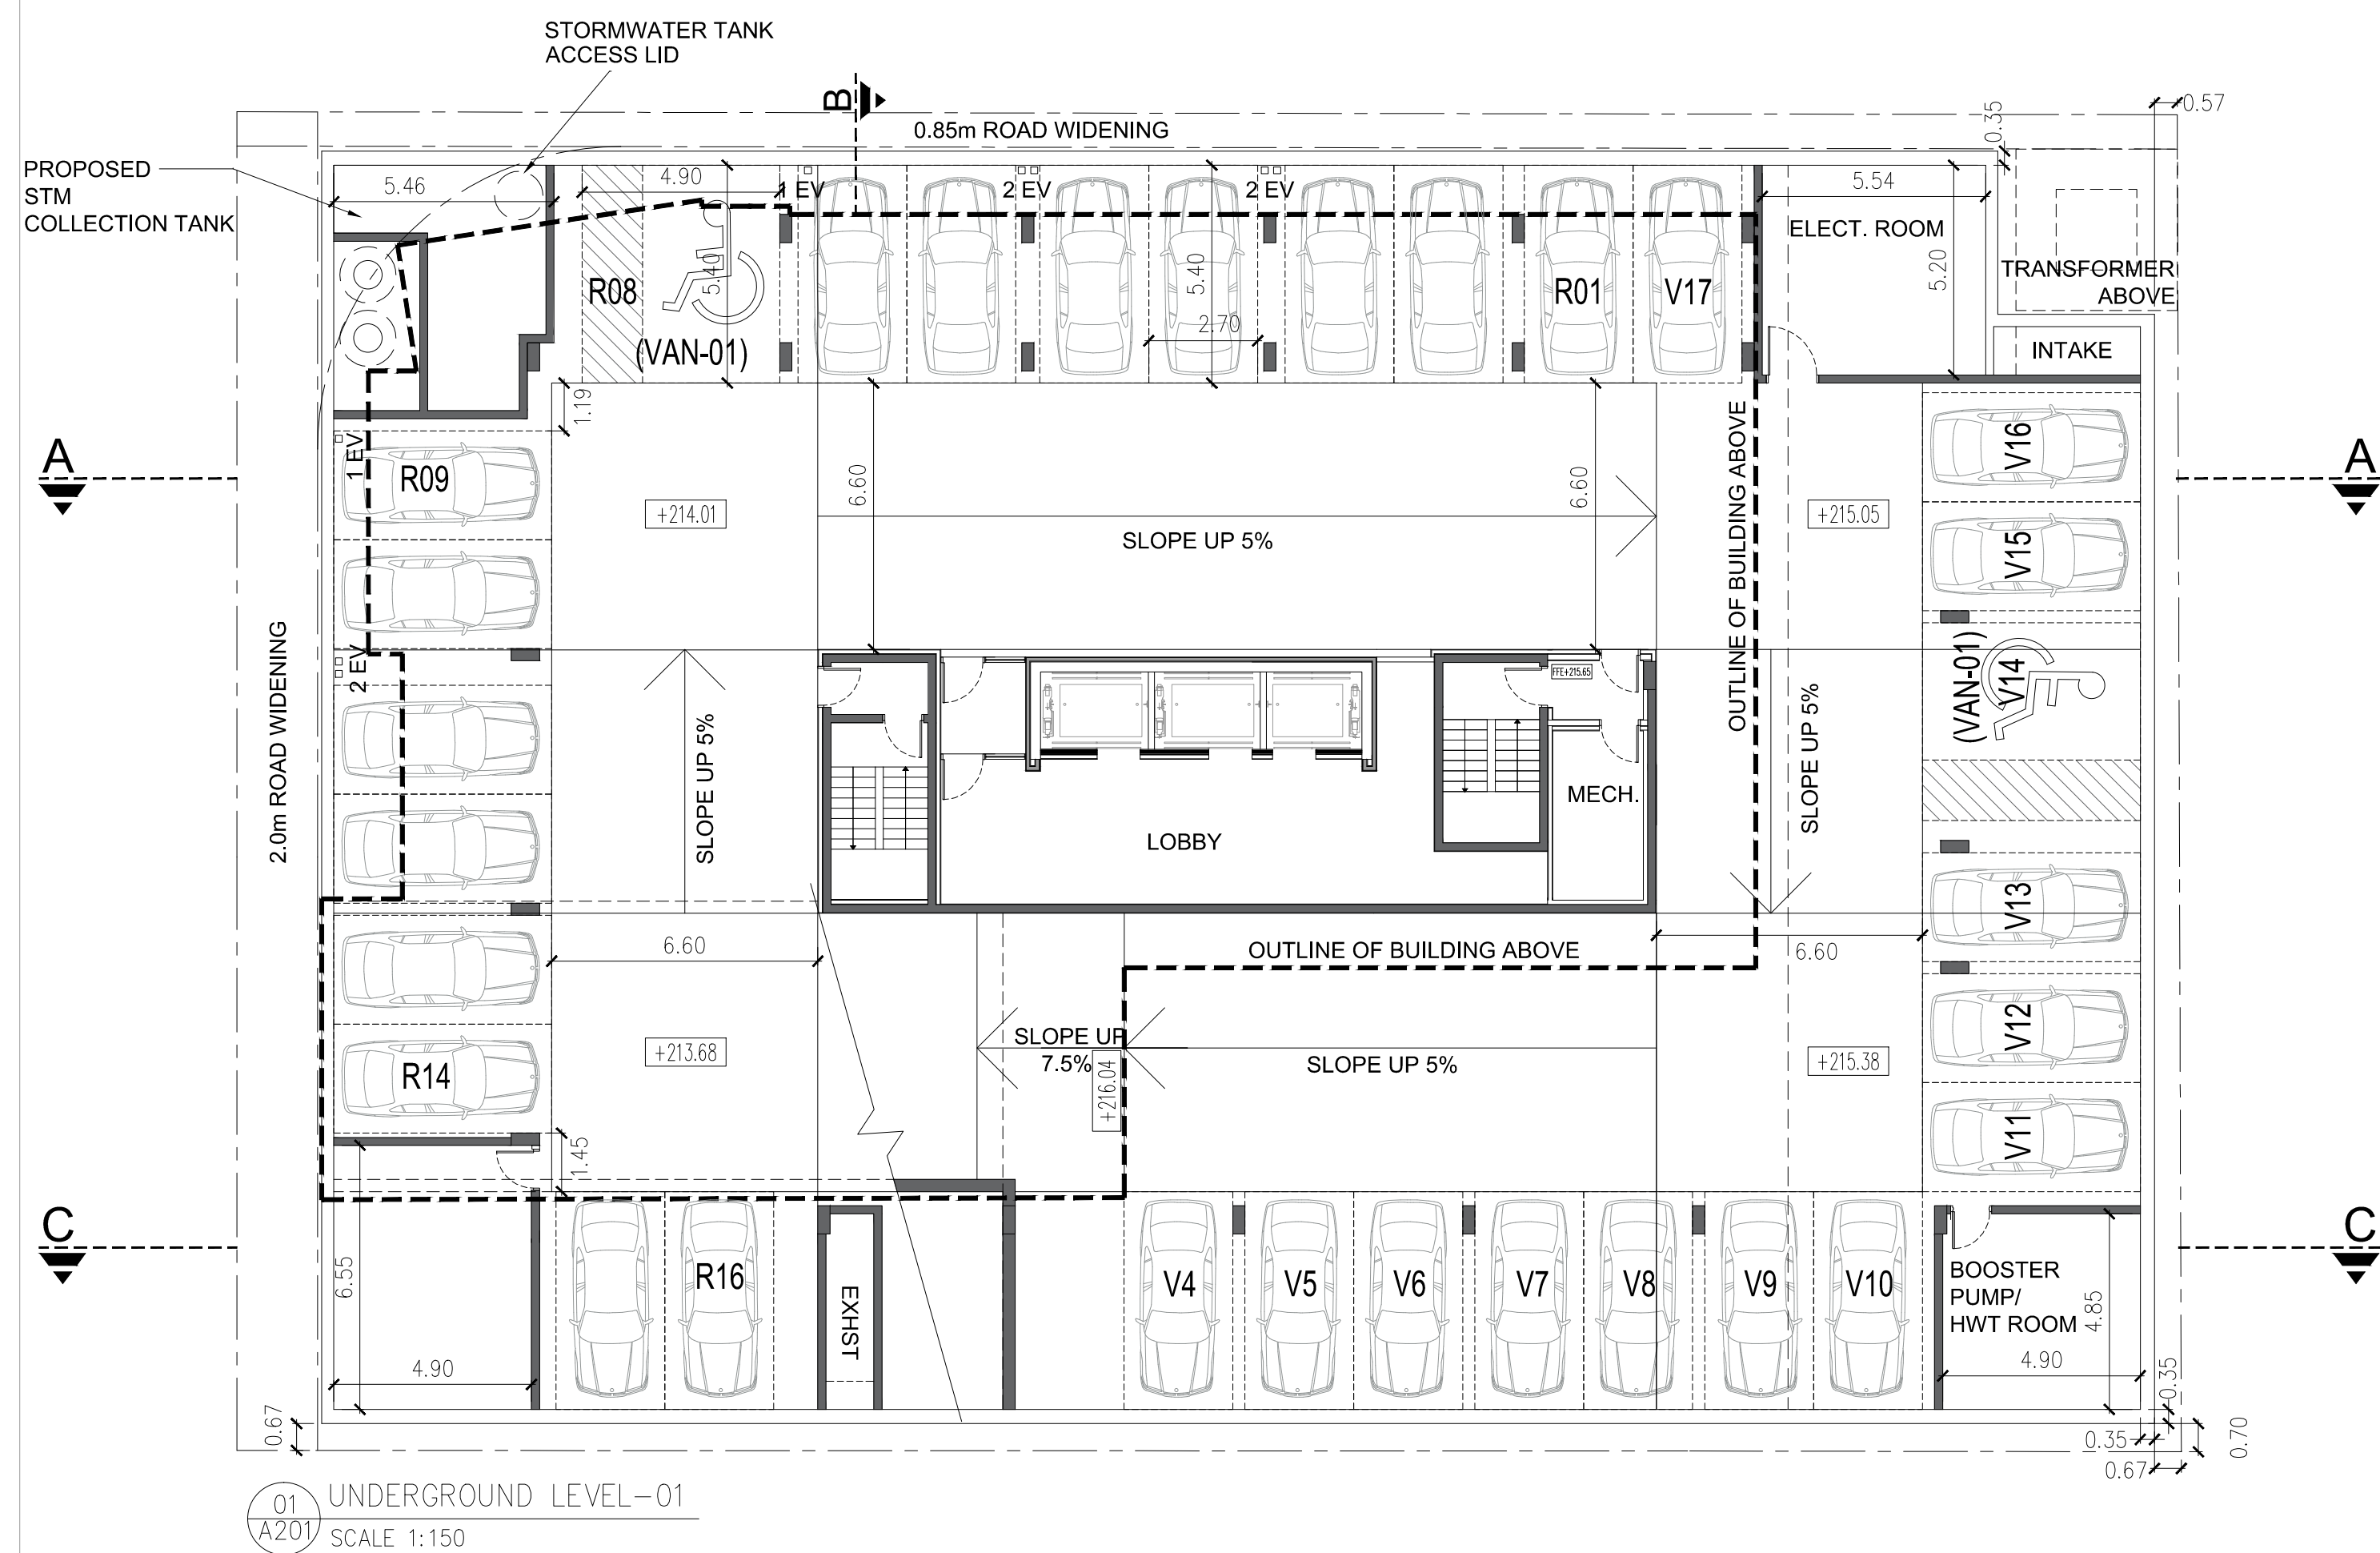 STORMWATER TANK
ACCESS LID
B
0.57
0.85m ROAD WIDENING
0.35
PROPOSED
STM
COLLECTION TANK
5.46
4.90
1 EV
2 EV
2 EV
5.54
ELECT. ROOM
5.20
TRANSFORMER
ABOVE
R08
(VAN-01)
5.40
5.40
2.70
R01
V17
INTAKE
1.19
A
A
1 EV
R09
+214.01
6.60
6.60
SLOPE UP 5%
OUTLINE OF BUILDING ABOVE
+215.05
V16
V15
2 EV
2.0m ROAD WIDENING
SLOPE UP 5%
FFE+215.65
MECH.
LOBBY
SLOPE UP 5%
(VAN-01)
V14
V13
6.60
OUTLINE OF BUILDING ABOVE
6.60
SLOPE UP
7.5%
+216.04
SLOPE UP 5%
+213.68
+215.38
V12
R14
V11
1.45
C
C
6.55
4.90
R16
EXHST
V4
V5
V6
V7
V8
V9
V10
BOOSTER
PUMP/
HWT ROOM
4.85
4.90
0.35
0.67
0.35
0.70
0.67
01
A201
UNDERGROUND LEVEL-01
SCALE 1:150